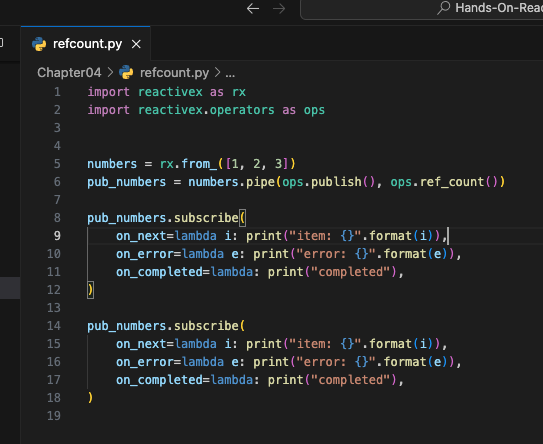 Hands-On-Reac
refcount.py
Chapter04 > refcount.py > ...
1 import reactivex as rx
2 import reactivex.operators as ops
3
4
5 numbers = rx.from_([1, 2, 3])
6 pub_numbers = numbers.pipe(ops.publish(), ops.ref_count())
7
8 pub_numbers.subscribe(
9     on_next=lambda i: print("item: {}".format(i)),
10     on_error=lambda e: print("error: {}".format(e)),
11     on_completed=lambda: print("completed"),
12 )
13
14 pub_numbers.subscribe(
15     on_next=lambda i: print("item: {}".format(i)),
16     on_error=lambda e: print("error: {}".format(e)),
17     on_completed=lambda: print("completed"),
18 )
19